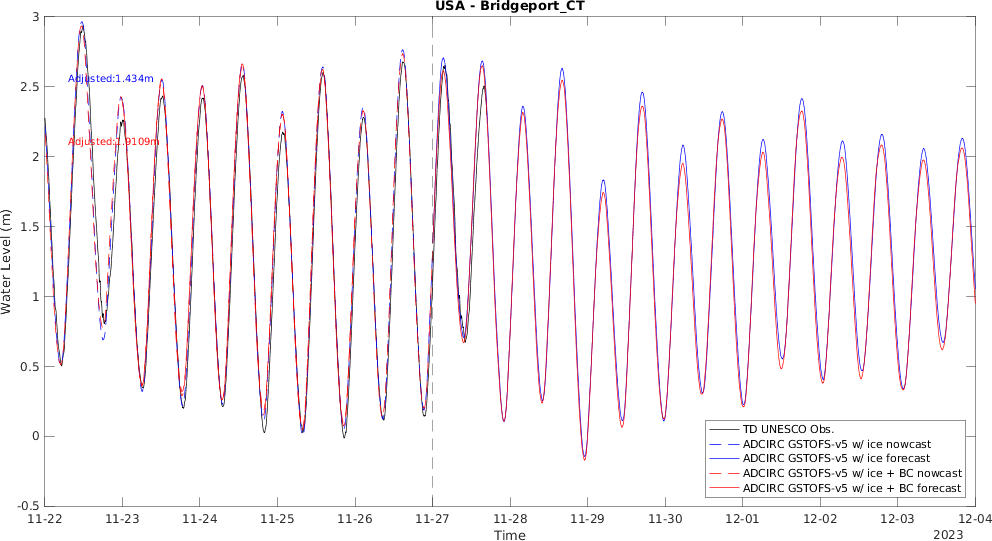 USA - Bridgeport_CT
3
2.5
2
1.5
1
0.5
0
-0.5
Water Level (m)
Adjusted:1.434m
Adjusted:1.9109m
TD UNESCO Obs.
ADCIRC GSTOFS-v5 w/ ice nowcast
ADCIRC GSTOFS-v5 w/ ice forecast
ADCIRC GSTOFS-v5 w/ ice + BC nowcast
ADCIRC GSTOFS-v5 w/ ice + BC forecast
11-22 11-23 11-24 11-25 11-26 11-27 11-28 11-29 11-30 12-01 12-02 12-03 12-04
Time
2023